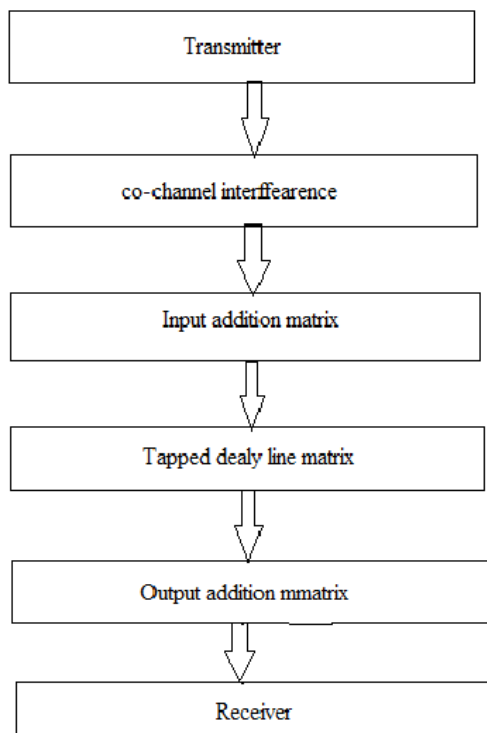 Transmitter
co-channel interffearence
Input addition matrix
Tapped dealy line matrix
Output addition mmatrix
Receiver